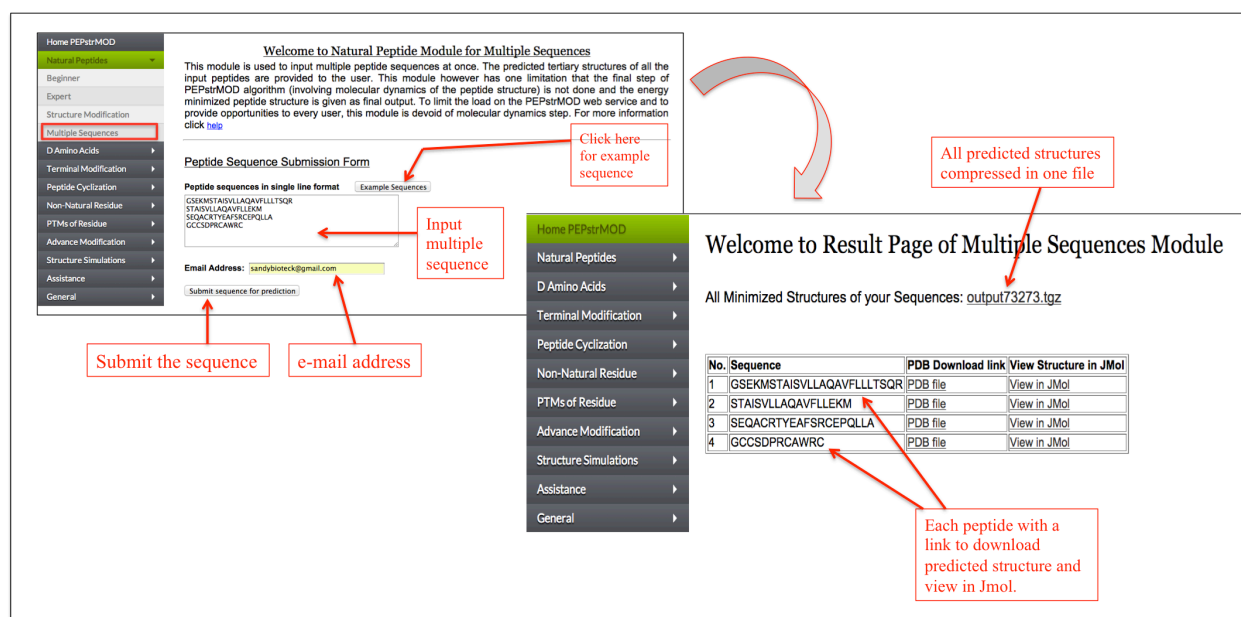 Home PEPstrMOD
Natural Peptides
Beginner
Expert
Structure Modification
Multiple Sequences
D Amino Acids
Terminal Modification
Peptide Cyclization
Non-Natural Residue
PTMs of Residue
Advance Modification
Structure Simulations
Assistance
General
Welcome to Natural Peptide Module for Multiple Sequences
This module is used to input multiple peptide sequences at once. The predicted tertiary structures of all the
input peptides are provided to the user. This module however has one limitation that the final step of
PEPstrMOD algorithm (involving molecular dynamics of the peptide structure) is not done and the energy
minimized peptide structure is given as final output. To limit the load on the PEPstrMOD web service and to
provide opportunities to every user, this module is devoid of molecular dynamics step. For more information
click help
Click here
for example
sequence
Peptide Sequence Submission Form
Peptide sequences in single line format Example Sequences
GSEKMSTAISVLLAQAVFLLLTSQR
STAISVLLAQAVFLLEKM
SEQACRTYEAFSRCEPQLLA
GCCSDPRCAWRC
Input
multiple
sequence
Email Address: sandybioteck@gmail.com
Submit sequence for prediction
Submit the sequence
e-mail address
All predicted structures
compressed in one file
Home PEPstrMOD
Natural Peptides
D Amino Acids
Terminal Modification
Peptide Cyclization
Non-Natural Residue
PTMs of Residue
Advance Modification
Structure Simulations
Assistance
General
Welcome to Result Page of Multiple Sequences Module
All Minimized Structures of your Sequences: output73273.tgz
No. Sequence PDB Download link View Structure in JMol
1 GSEKMSTAISVLLAQAVFLLLTSQR PDB file View in JMol
2 STAISVLLAQAVFLLEKM PDB file View in JMol
3 SEQACRTYEAFSRCEPQLLA PDB file View in JMol
4 GCCSDPRCAWRC PDB file View in JMol
Each peptide with a
link to download
predicted structure and
view in Jmol.